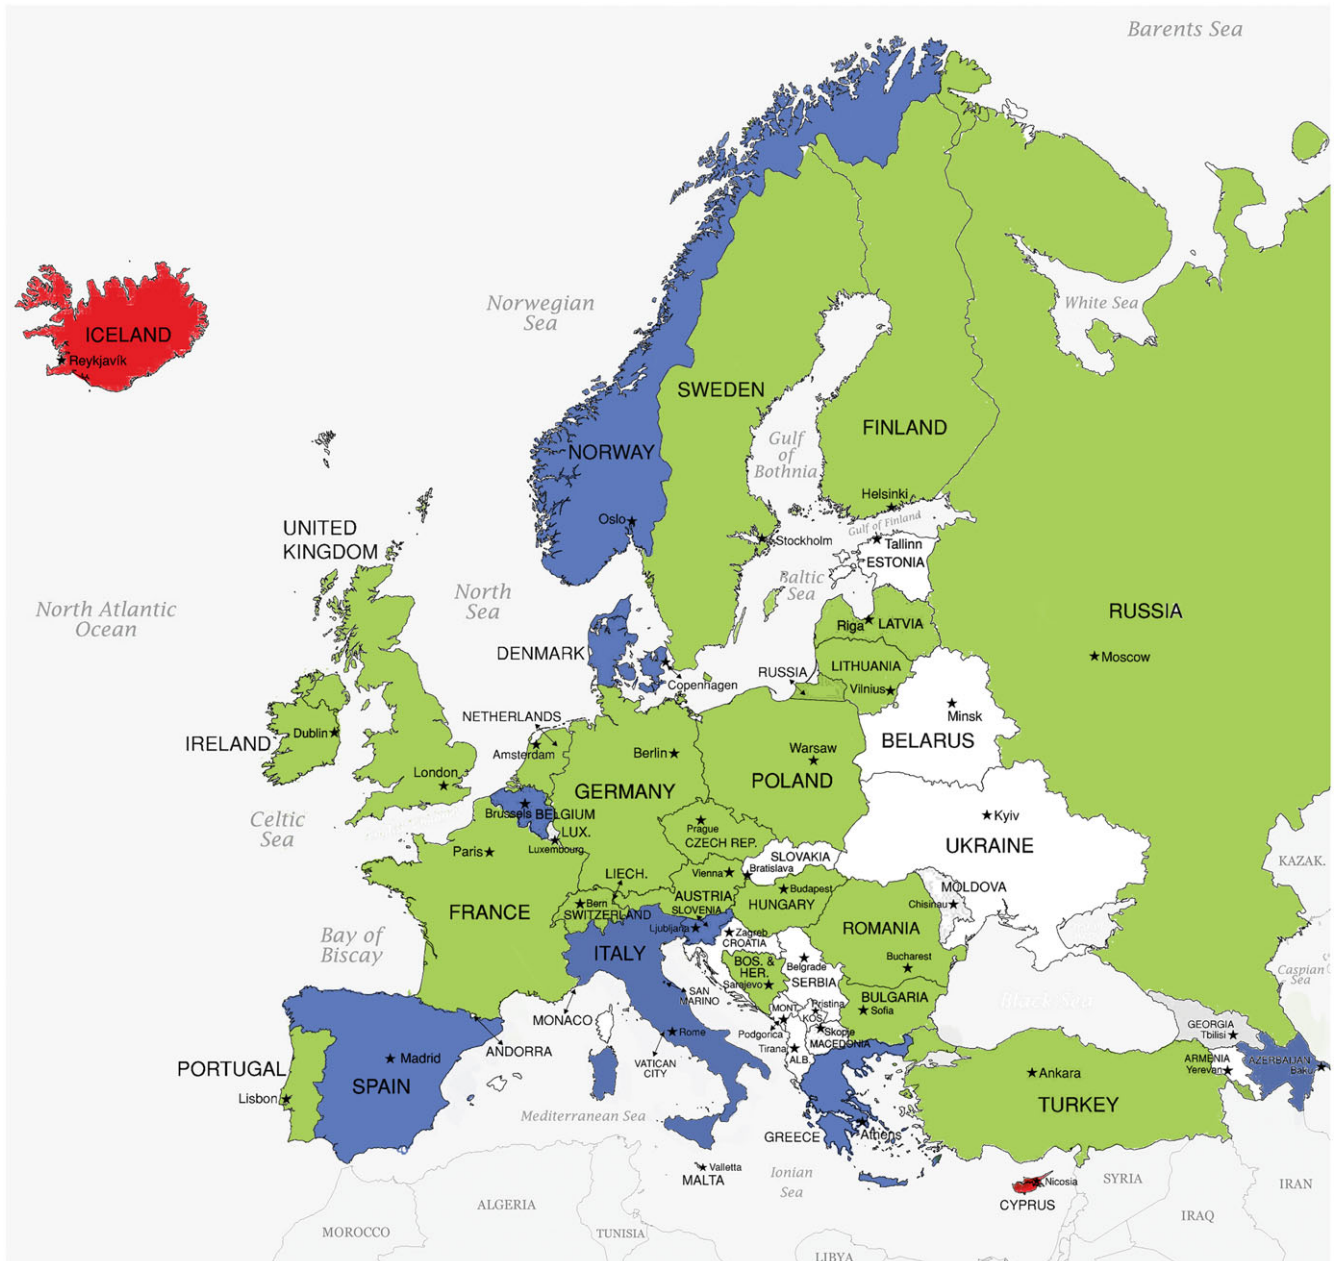 Barents Sea
Norwegian
Sea
White Sea
ICELAND
Reykjavík
SWEDEN
FINLAND
Gulf
of
Bothnia
NORWAY
Helsinki
Oslo
Gulf of Finland
UNITED
KINGDOM
Stockholm
Tallinn
ESTONIA
North
Sea
Baltic
Sea
North Atlantic
Ocean
RUSSIA
Riga
LATVIA
Moscow
DENMARK
LITHUANIA
RUSSIA
Copenhagen
Vilnius
NETHERLANDS
Minsk
IRELAND
Dublin
Amsterdam
Berlin
Warsaw
BELARUS
London
GERMANY
POLAND
Celtic
Sea
Brussels
BELGIUM
Kyiv
LUX.
Prague
CZECH REP.
UKRAINE
Paris
Luxembourg
SLOVAKIA
KAZAK.
LIECH.
Vienna
Bratislava
Bern
SWITZERLAND
AUSTRIA
Budapest
HUNGARY
MOLDOVA
Chisinau
FRANCE
SLOVENIA
Ljubljana
Zagreb
CROATIA
ROMANIA
Bay of
Biscay
ITALY
BOS. &
HER.
Sarajevo
Belgrade
SERBIA
Bucharest
Caspian
Sea
SAN
MARINO
BULGARIA
Sofia
Black Sea
MONACO
MONT.
Pristina
KOS.
Podgorica
Skopje
MACEDONIA
GEORGIA
Tbilisi
Rome
ANDORRA
Tirana
ALB.
VATICAN
CITY
ARMENIA
Yerevan
AZERBAIJAN
Baku
PORTUGAL
Madrid
SPAIN
Lisbon
Ankara
TURKEY
Mediterranean Sea
GREECE
Athens
Valletta
MALTA
Ionian
Sea
Nicosia
CYPRUS
SYRIA
IRAN
ALGERIA
MOROCCO
TUNISIA
IRAQ
LIBYA